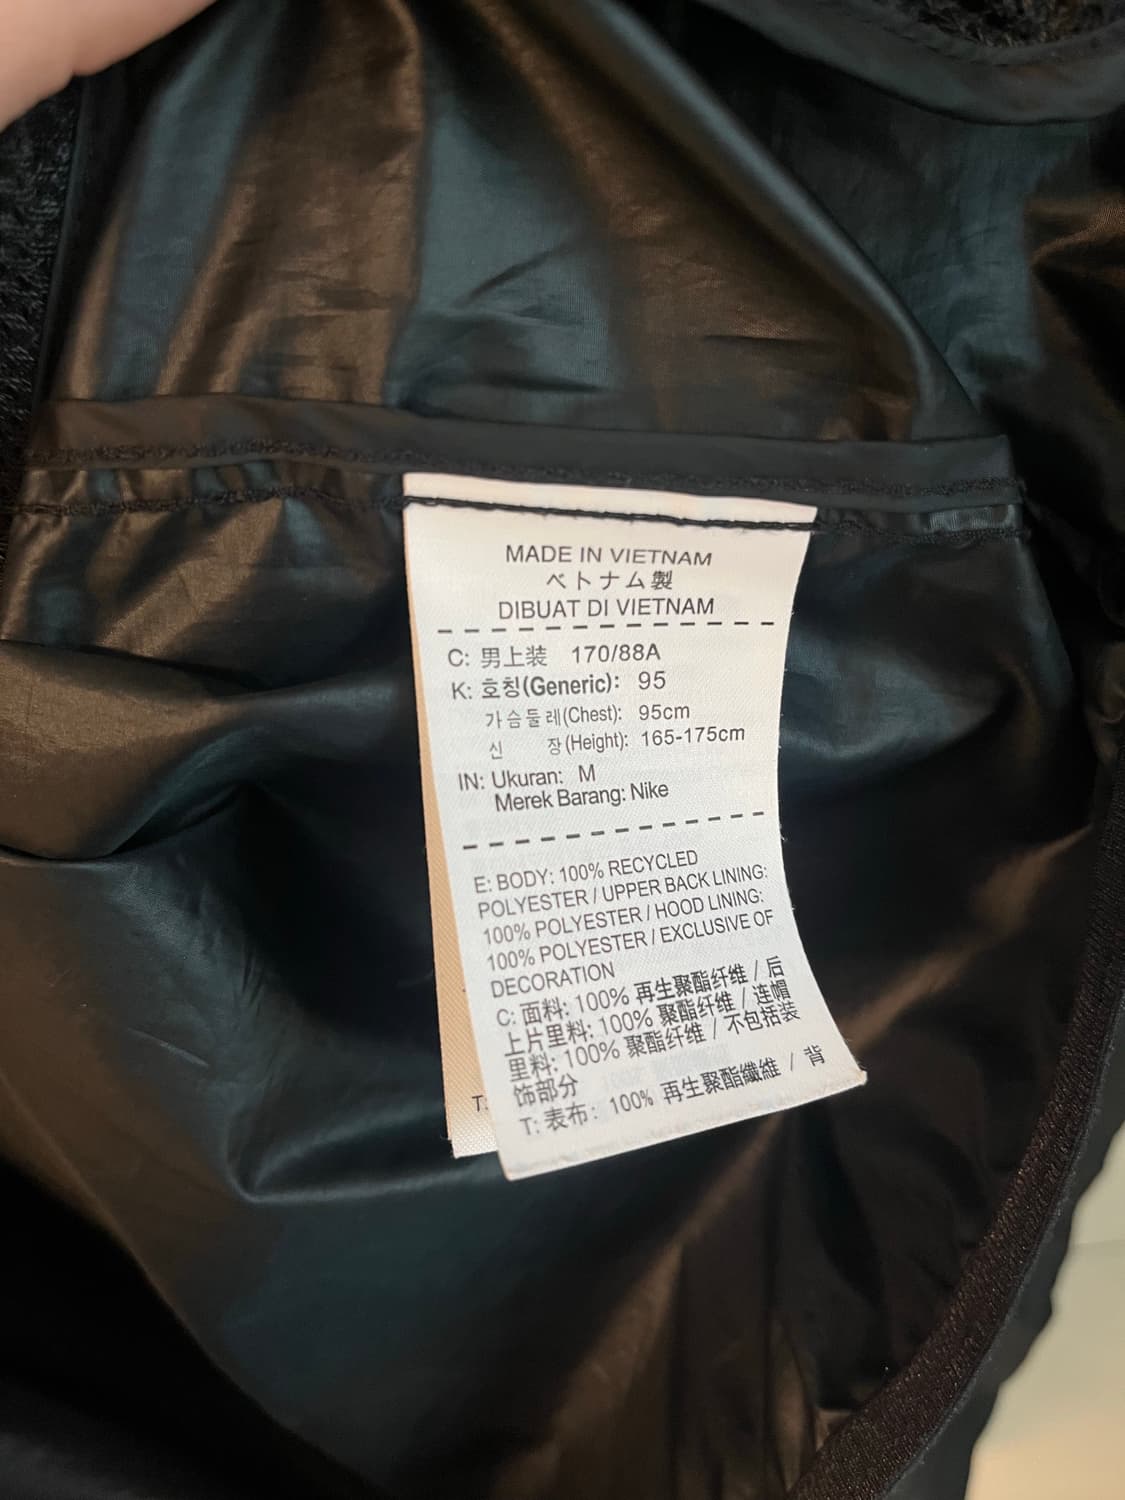 MADE IN VIETNAM
ベトナム製
DIBUAT DI VIETNAM
C: 男上装 170/88A
K: 호칭(Generic): 95
가슴둘레(Chest): 95cm
신 장(Height): 165-175cm
IN: Ukuran: M
Merek Barang: Nike
E: BODY: 100% RECYCLED
POLYESTER / UPPER BACK LINING:
100% POLYESTER / HOOD LINING:
100% POLYESTER / EXCLUSIVE OF
DECORATION
C: 面料: 100% 再生聚酯纤维 / 后
上片里料: 100% 聚酯纤维 / 连帽
里料: 100% 聚酯纤维 / 不包括装
饰部分
T: 表布: 100% 再生聚酯纖維 / 背
T: